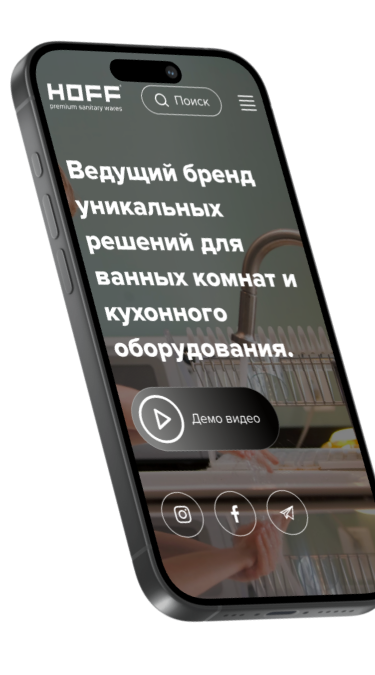 HOFF
premium sanitary wares
Поиск
Ведущий бренд
уникальных
решений для
ванных комнат и
кухонного
оборудования.
Демо видео